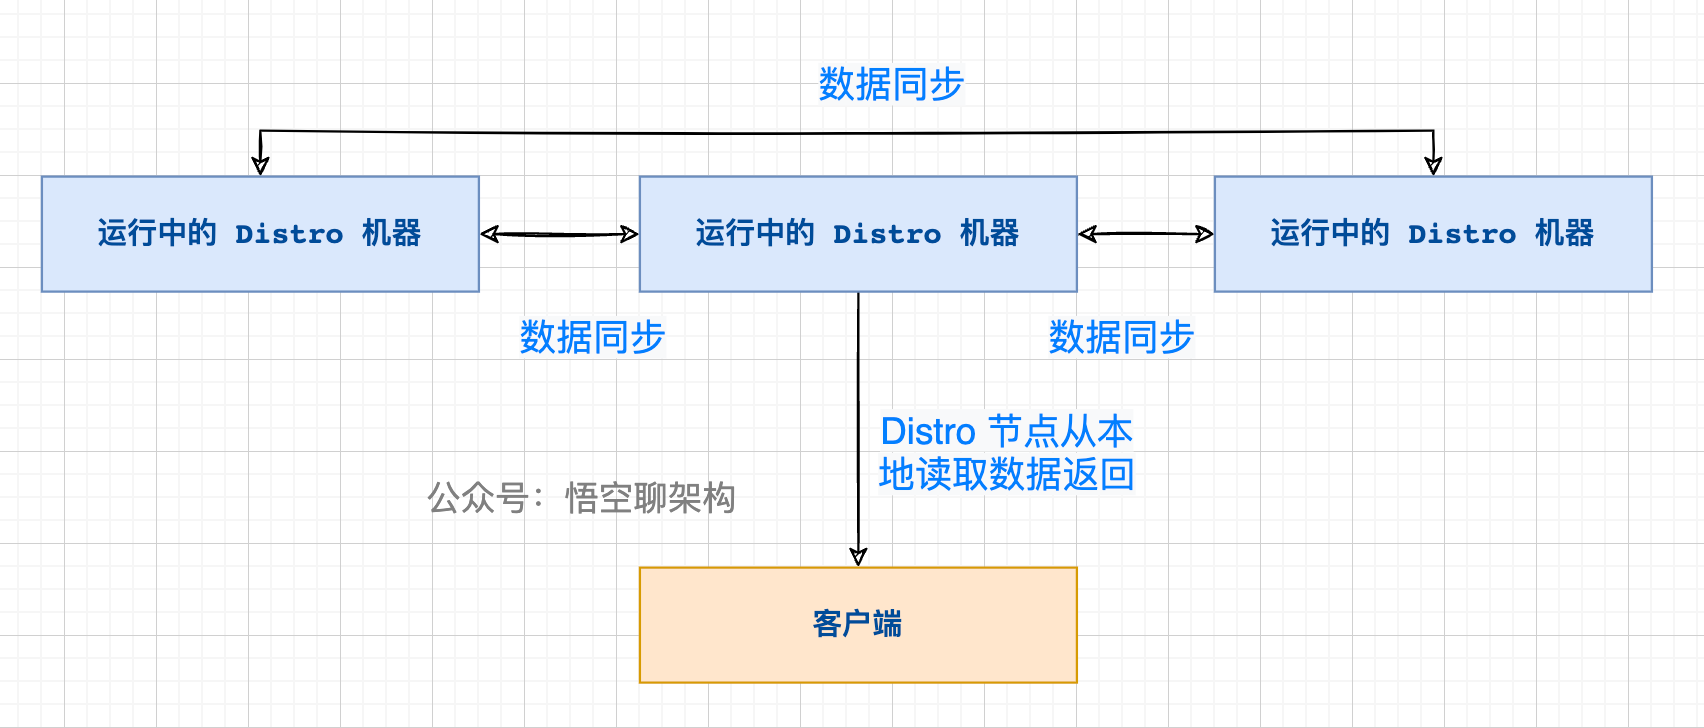 数据同步
运行中的 Distro 机器
运行中的 Distro 机器
运行中的 Distro 机器
数据同步
数据同步
Distro 节点从本
地读取数据返回
公众号：悟空聊架构
客户端